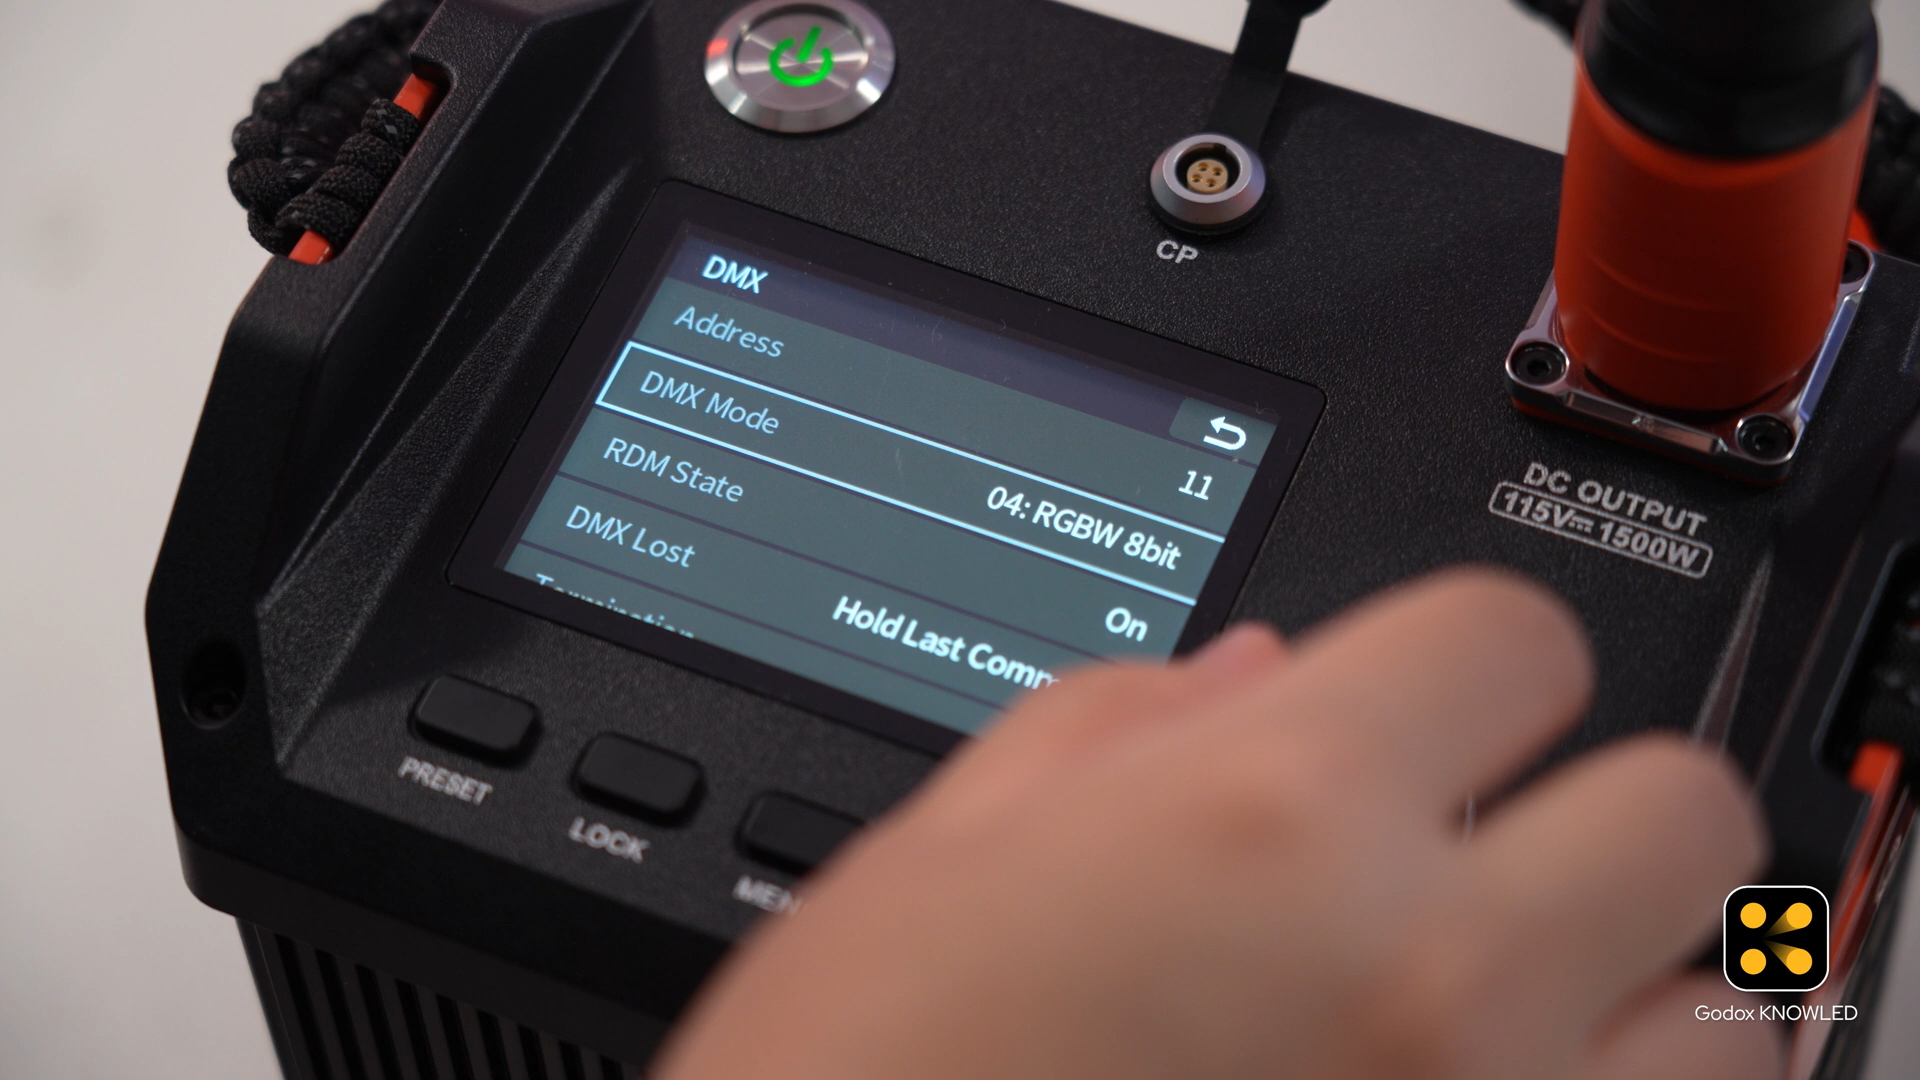 CP
DMX
Address
11
DMX Mode
04: RGBW 8bit
RDM State
On
DMX Lost
Hold Last Comm
Termination
DC OUTPUT
115V⎓1500W
PRESET
LOCK
MEN
Godox KNOWLED